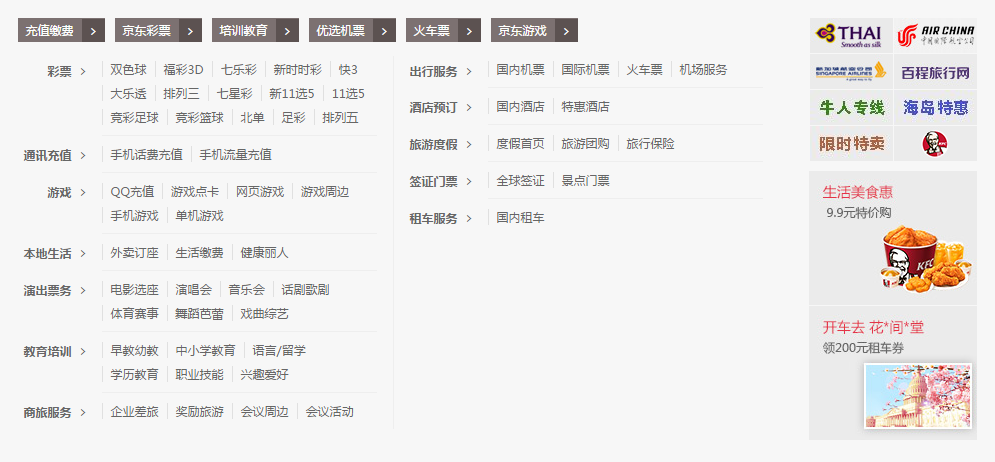 充值缴费 > 京东彩票 > 培训教育 > 优选机票 > 火车票 > 京东游戏 >
彩票 > 双色球 福彩3D 七乐彩 新时时彩 快3
大乐透 排列三 七星彩 新11选5 11选5
竞彩足球 竞彩篮球 北单 足彩 排列五
通讯充值 > 手机话费充值 手机流量充值
游戏 > QQ充值 游戏点卡 网页游戏 游戏周边
手机游戏 单机游戏
本地生活 > 外卖订座 生活缴费 健康丽人
演出票务 > 电影选座 演唱会 音乐会 话剧歌剧
体育赛事 舞蹈芭蕾 戏曲综艺
教育培训 > 早教幼教 中小学教育 语言/留学
学历教育 职业技能 兴趣爱好
商旅服务 > 企业差旅 奖励旅游 会议周边 会议活动
出行服务 > 国内机票 国际机票 火车票 机场服务
酒店预订 > 国内酒店 特惠酒店
旅游度假 > 度假首页 旅游团购 旅行保险
签证门票 > 全球签证 景点门票
租车服务 > 国内租车
THAI
Smooth as silk
AIR CHINA
中国国际航空公司
新加坡航空公司
SINGAPORE AIRLINES
百程旅行网
牛人专线 海岛特惠
限时特卖 KFC
生活美食惠
9.9元特价购
KFC
开车去 花*间*堂
领200元租车券